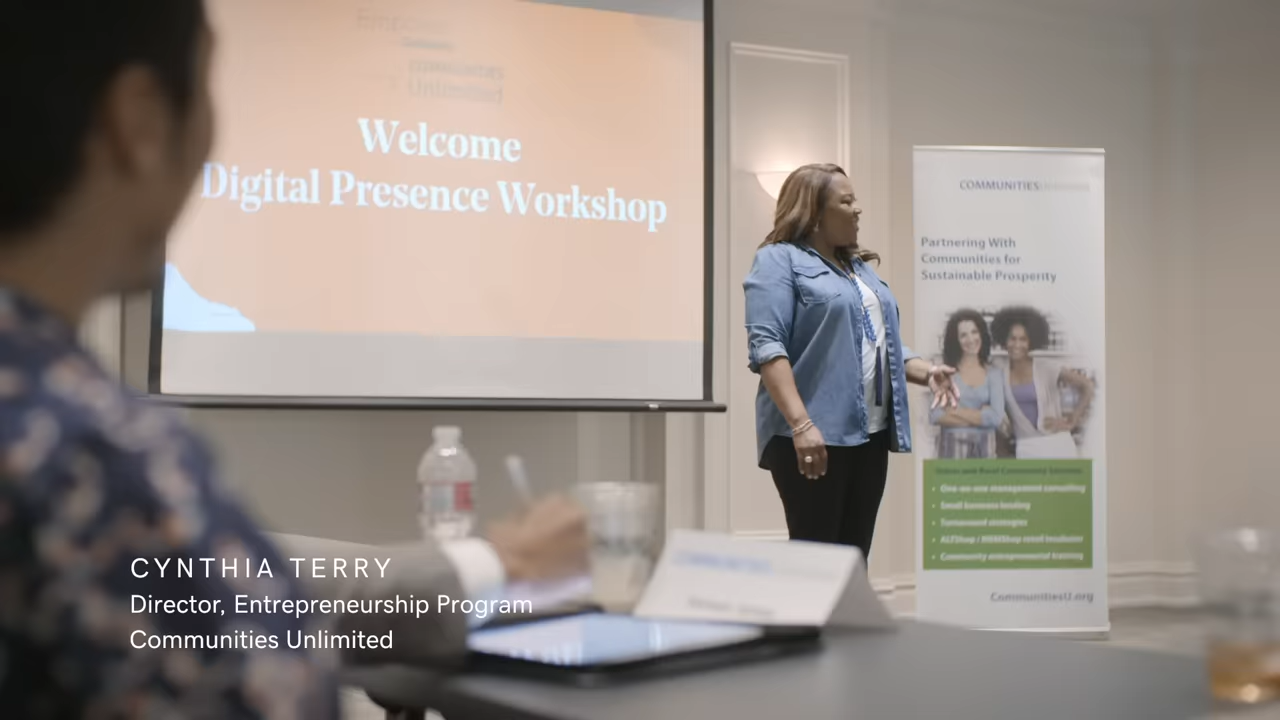 Welcome
Digital Presence Workshop
COMMUNITIESUNLIMITED
Partnering With
Communities for
Sustainable Prosperity
• One-on-one management consulting
• Small business lending
• Turnaround strategies
• Community entrepreneurial training
CommunitiesU.org
CYNTHIA TERRY
Director, Entrepreneurship Program
Communities Unlimited